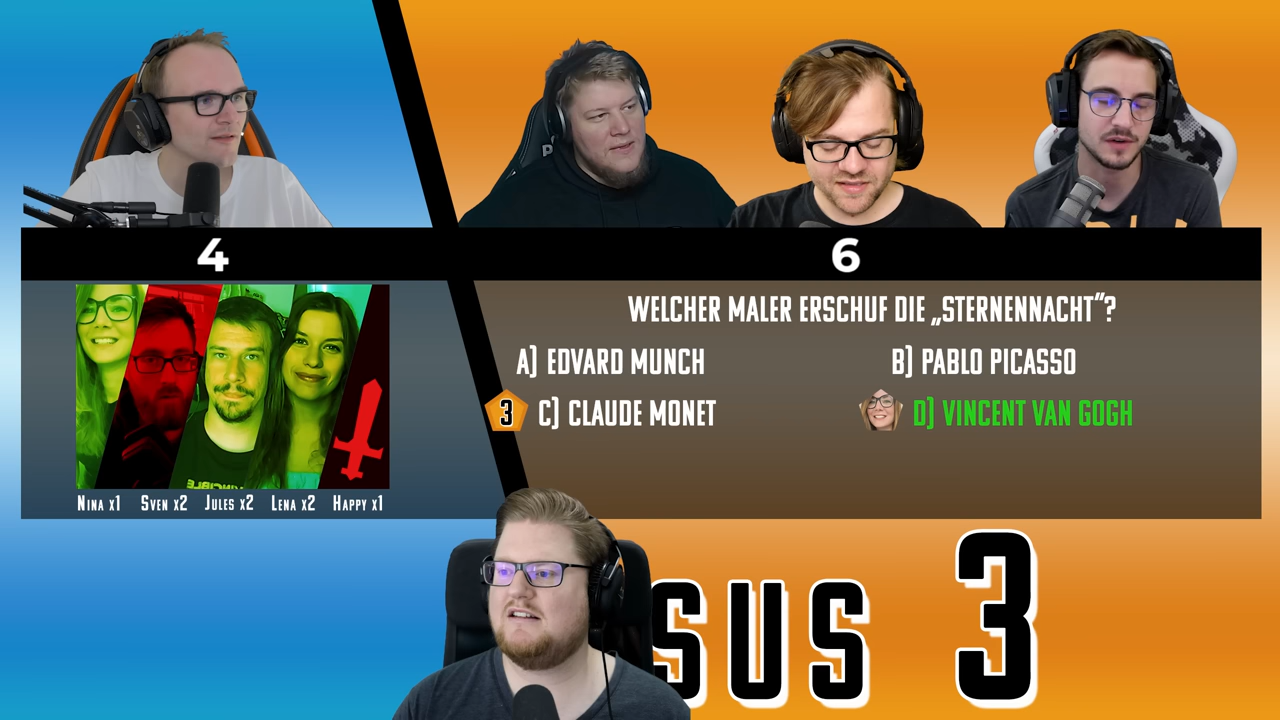 4
6
WELCHER MALER ERSCHUF DIE „STERNENNACHT“?
A) EDVARD MUNCH
B) PABLO PICASSO
3
C) CLAUDE MONET
D) VINCENT VAN GOGH
Nina x1 Sven x2 Jules x2 Lena x2 Happy x1
SUS 3